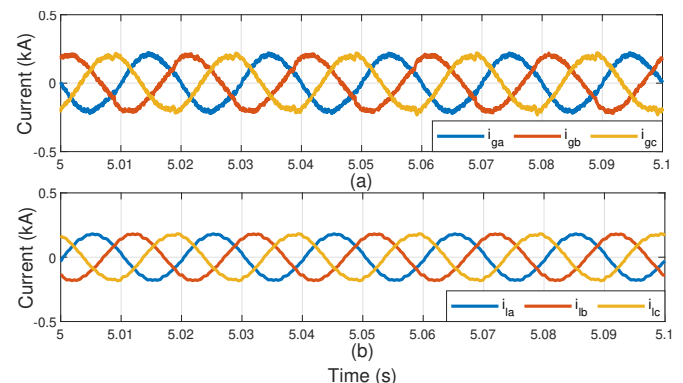 0.5
0
-0.5
Current (kA)
i_ga i_gb i_gc
5 5.01 5.02 5.03 5.04 5.05 5.06 5.07 5.08 5.09 5.1
(a)
0.5
0
-0.5
Current (kA)
i_la i_lb i_lc
5 5.01 5.02 5.03 5.04 5.05 5.06 5.07 5.08 5.09 5.1
(b)
Time (s)